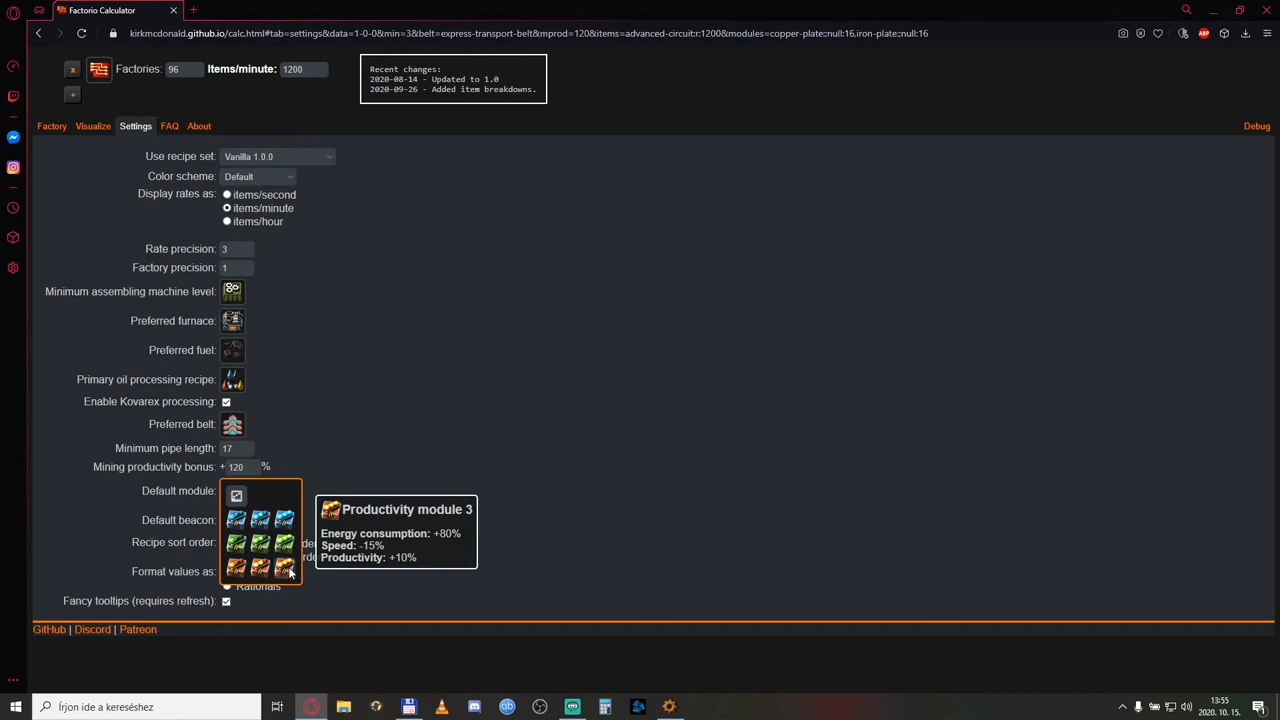 Factorio Calculator
kirkmcdonald.github.io/calc.html#tab=settings&data=1-0-0&min=3&belt=express-transport-belt&mprod=120&items=advanced-circuit:r:1200&modules=copper-plate;;null:16,iron-plate;;null:16
x
Factories: 96 Items/minute: 1200
+
Recent changes:
2020-08-14 - Updated to 1.0
2020-09-26 - Added item breakdowns.
Factory Visualize Settings FAQ About Debug
Use recipe set: Vanilla 1.0.0
Color scheme: Default
Display rates as: items/second
items/minute
items/hour
Rate precision: 3
Factory precision: 1
Minimum assembling machine level:
Preferred furnace:
Preferred fuel:
Primary oil processing recipe:
Enable Kovarex processing:
Preferred belt:
Minimum pipe length: 17
Mining productivity bonus: + 120 %
Default module:
Default beacon:
Recipe sort order:
Format values as:
Rationals
Fancy tooltips (requires refresh):
Productivity module 3
Energy consumption: +80%
Speed: -15%
Productivity: +10%
GitHub | Discord | Patreon
Írjon ide a kereséshez
13:55
2020. 10. 15.